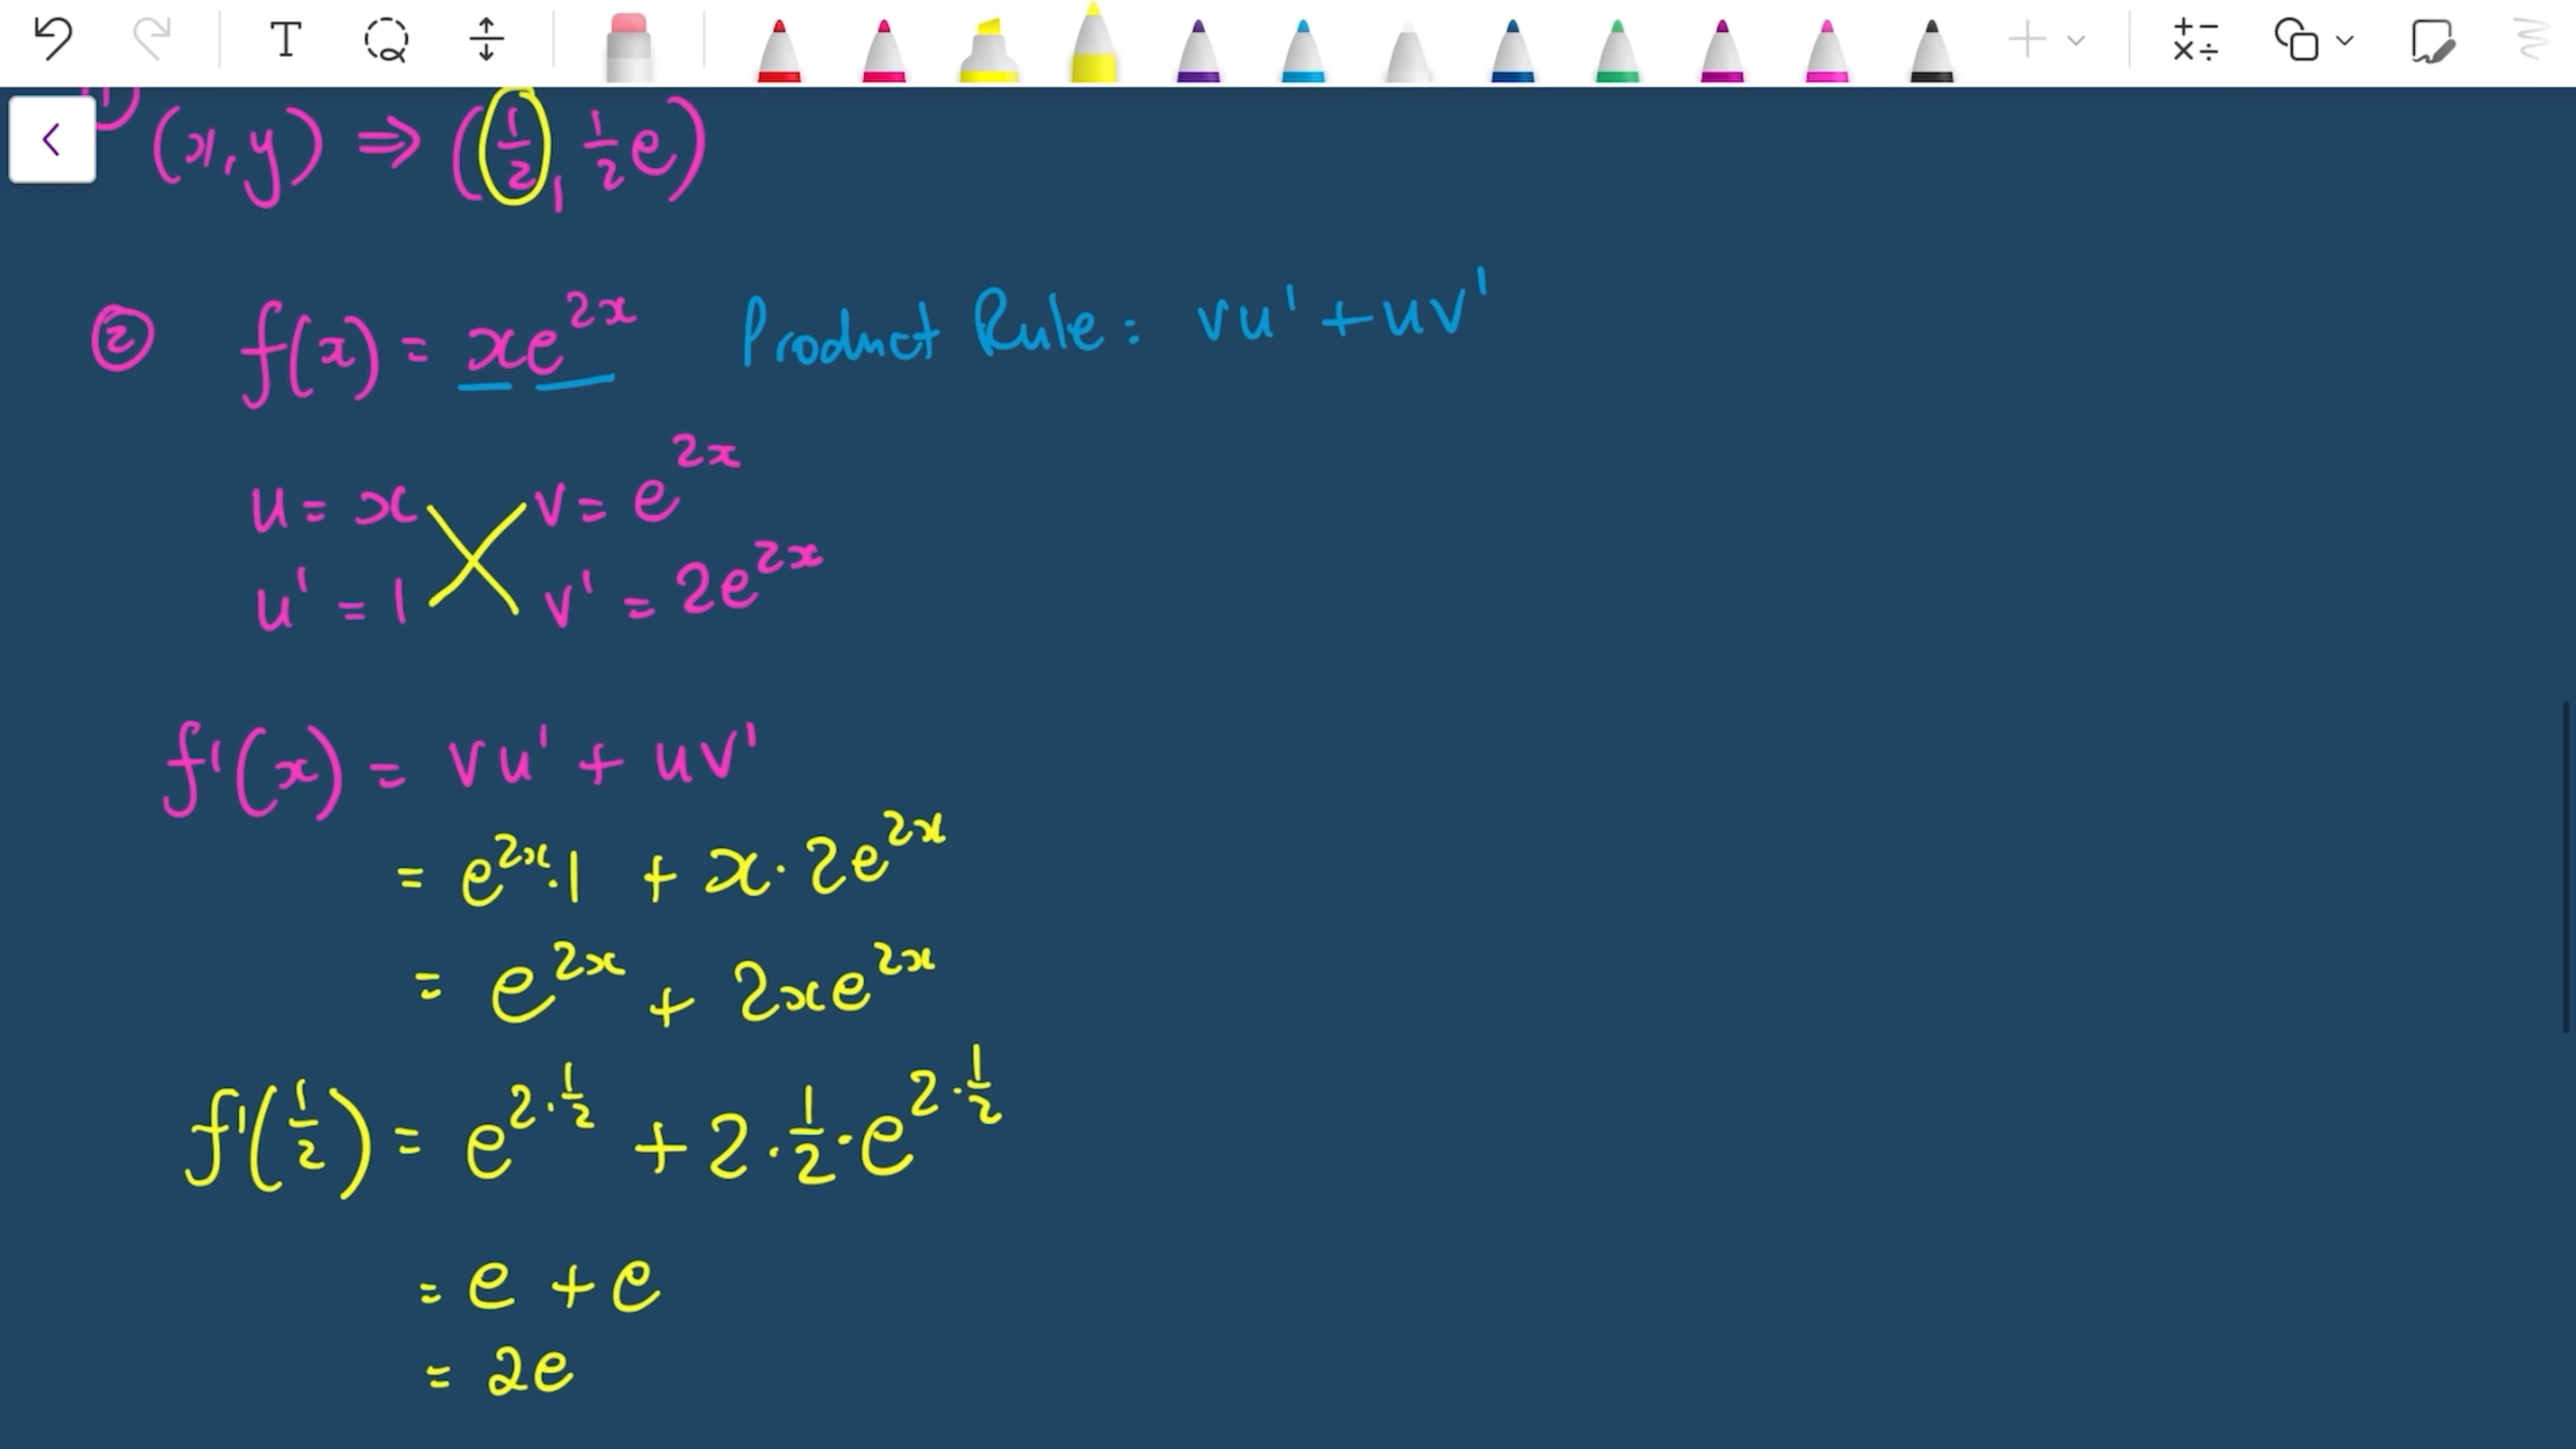 (x,y) ⇒ (1/2, 1/2 e)
② f(x) = xe^{2x} Product Rule: vu' + uv'
u = x v = e^{2x}
u' = 1 v' = 2e^{2x}
f'(x) = vu' + uv'
= e^{2x}·1 + x·2e^{2x}
= e^{2x} + 2xe^{2x}
f'(1/2) = e^{2·1/2} + 2·1/2·e^{2·1/2}
= e + e
= 2e